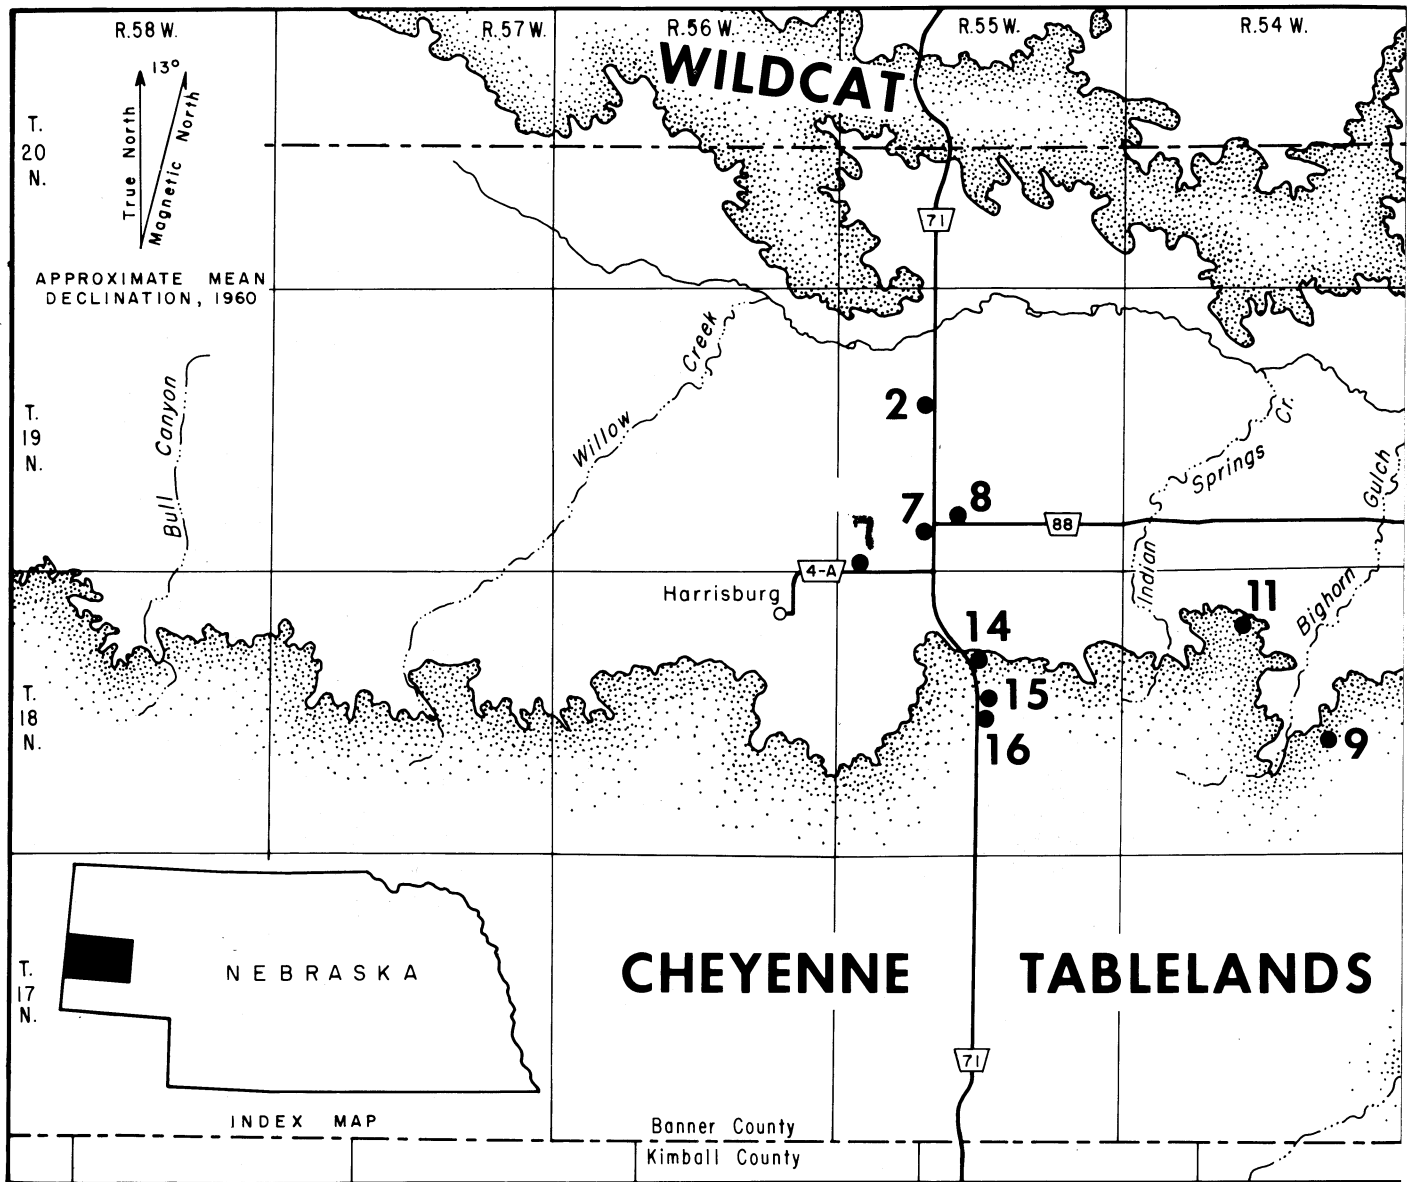 R.58 W.
R.57 W.
R.56 W.
R.55 W.
R.54 W.
WILDCAT
13°
True North
Magnetic North
T.
20
N.
71
APPROXIMATE MEAN
DECLINATION, 1960
Bull Canyon
Willow Creek
T.
19
N.
2
Indian Springs Cr.
Bighorn Gulch
7
8
7
88
4-A
Harrisburg
11
14
15
16
9
T.
18
N.
NEBRASKA
CHEYENNE TABLELANDS
T.
17
N.
71
INDEX MAP
Banner County
Kimball County